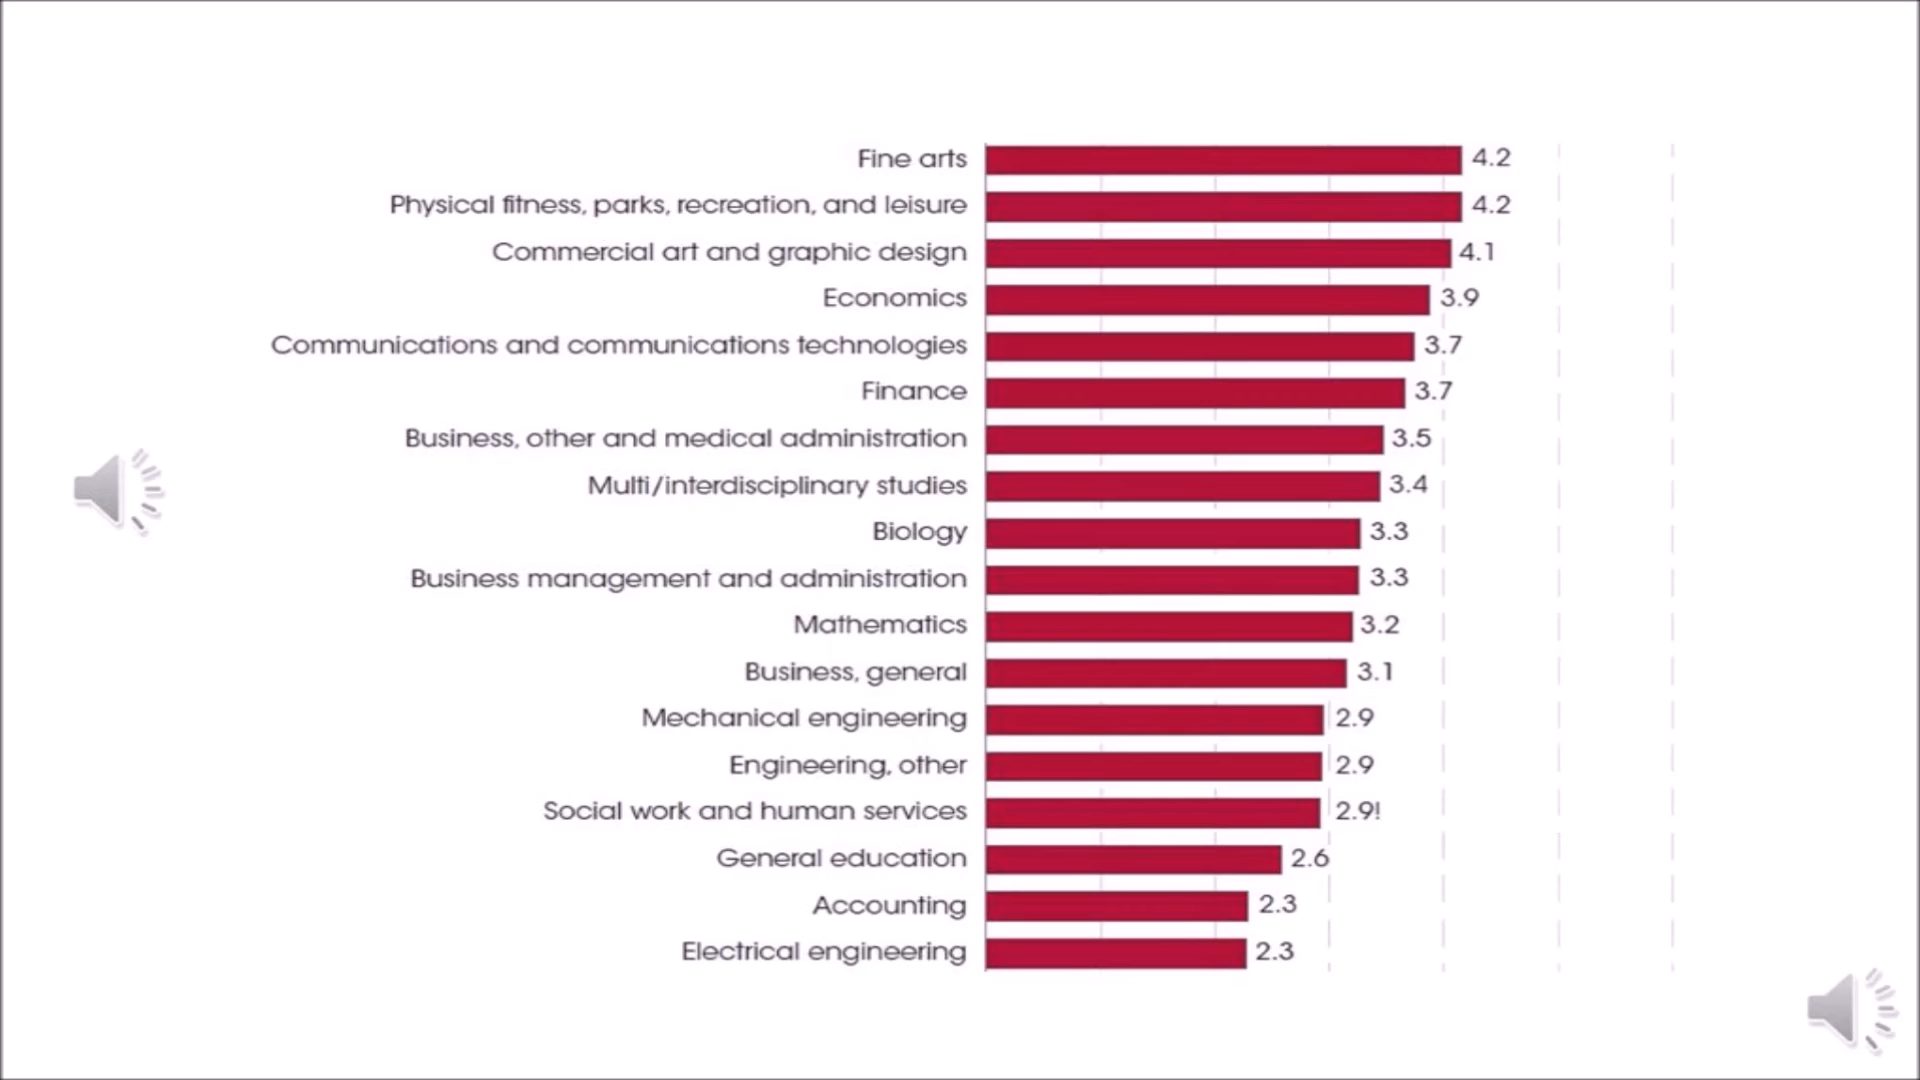 Fine arts 4.2
Physical fitness, parks, recreation, and leisure 4.2
Commercial art and graphic design 4.1
Economics 3.9
Communications and communications technologies 3.7
Finance 3.7
Business, other and medical administration 3.5
Multi/interdisciplinary studies 3.4
Biology 3.3
Business management and administration 3.3
Mathematics 3.2
Business, general 3.1
Mechanical engineering 2.9
Engineering, other 2.9
Social work and human services 2.9!
General education 2.6
Accounting 2.3
Electrical engineering 2.3